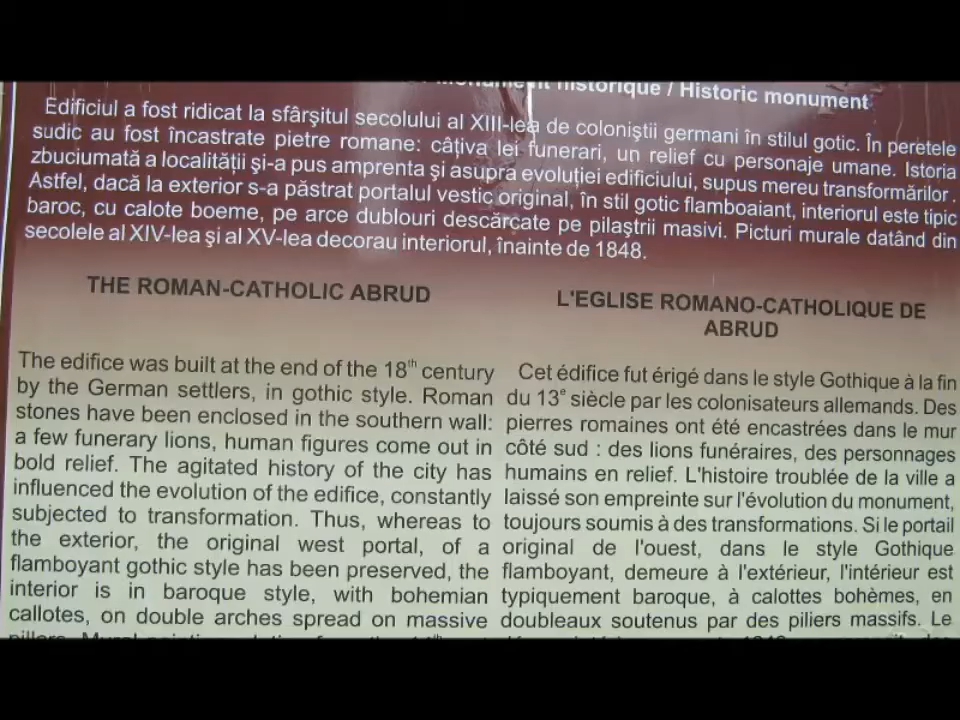 Monument historique / Historic monument
Edificiul a fost ridicat la sfârşitul secolului al XIII-lea de coloniştii germani în stilul gotic. În peretele
sudic au fost încastrate pietre romane: câţiva lei funerari, un relief cu personaje umane. Istoria
zbuciumată a localităţii şi-a pus amprenta şi asupra evoluţiei edificiului, supus mereu transformărilor.
Astfel, dacă la exterior s-a păstrat portalul vestic original, în stil gotic flamboaiant, interiorul este tipic
baroc, cu calote boeme, pe arce dublouri descărcate pe pilaştrii masivi. Picturi murale datând din
secolele al XIV-lea şi al XV-lea decorau interiorul, înainte de 1848.
THE ROMAN-CATHOLIC ABRUD
The edifice was built at the end of the 18th century
by the German settlers, in gothic style. Roman
stones have been enclosed in the southern wall:
a few funerary lions, human figures come out in
bold relief. The agitated history of the city has
influenced the evolution of the edifice, constantly
subjected to transformation. Thus, whereas to
the exterior, the original west portal, of a
flamboyant gothic style has been preserved, the
interior is in baroque style, with bohemian
callotes, on double arches spread on massive
L'EGLISE ROMANO-CATHOLIQUE DE
ABRUD
Cet édifice fut érigé dans le style Gothique à la fin
du 13e siècle par les colonisateurs allemands. Des
pierres romaines ont été encastrées dans le mur
côté sud : des lions funéraires, des personnages
humains en relief. L'histoire troublée de la ville a
laissé son empreinte sur l'évolution du monument,
toujours soumis à des transformations. Si le portail
original de l'ouest, dans le style Gothique
flamboyant, demeure à l'extérieur, l'intérieur est
typiquement baroque, à calottes bohèmes, en
doubleaux soutenus par des piliers massifs. Le